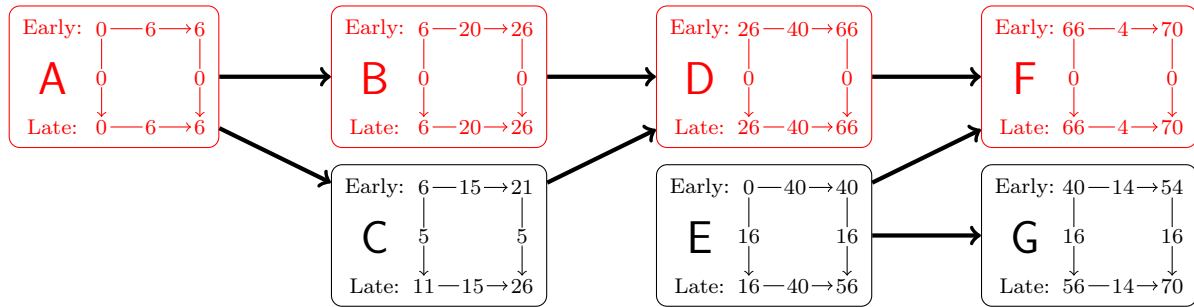 Early: 0 6 6
A 0 0
Late: 0 6 6
Early: 6 20 26
B 0 0
Late: 6 20 26
Early: 26 40 66
D 0 0
Late: 26 40 66
Early: 66 4 70
F 0 0
Late: 66 4 70
Early: 6 15 21
C 5 5
Late: 11 15 26
Early: 0 40 40
E 16 16
Late: 16 40 56
Early: 40 14 54
G 16 16
Late: 56 14 70